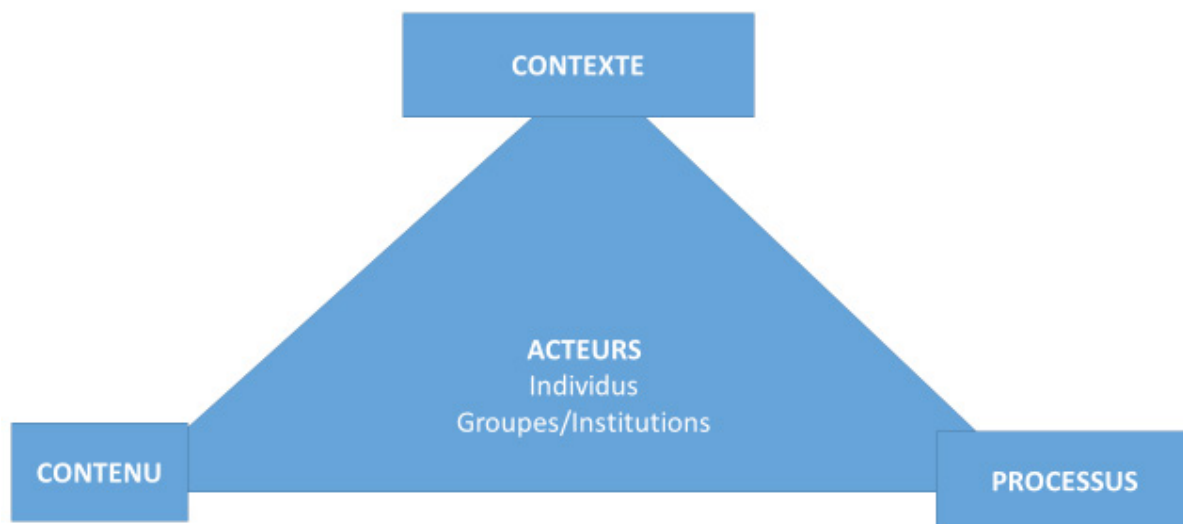 CONTEXTE
ACTEURS
Individus
Groupes/Institutions
CONTENU
PROCESSUS